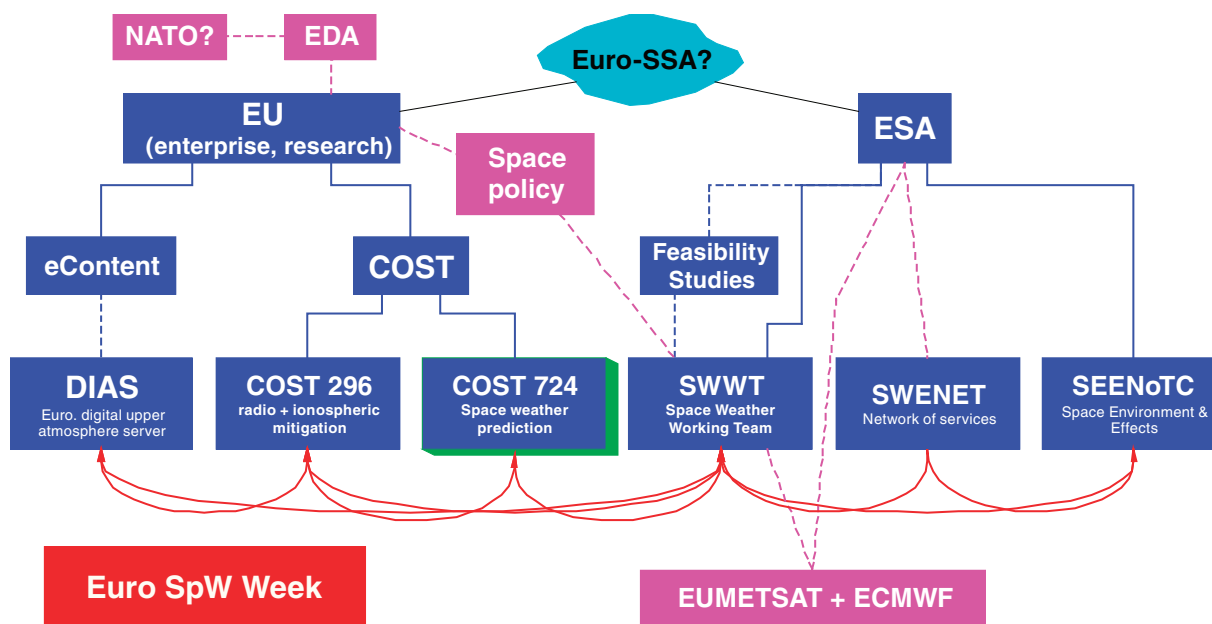 NATO?
EDA
Euro-SSA?
EU
(enterprise, research)
ESA
Space
policy
eContent
COST
Feasibility
Studies
DIAS
Euro. digital upper
atmosphere server
COST 296
radio + ionospheric
mitigation
COST 724
Space weather
prediction
SWWT
Space Weather
Working Team
SWENET
Network of services
SEENoTC
Space Environment &
Effects
Euro SpW Week
EUMETSAT + ECMWF